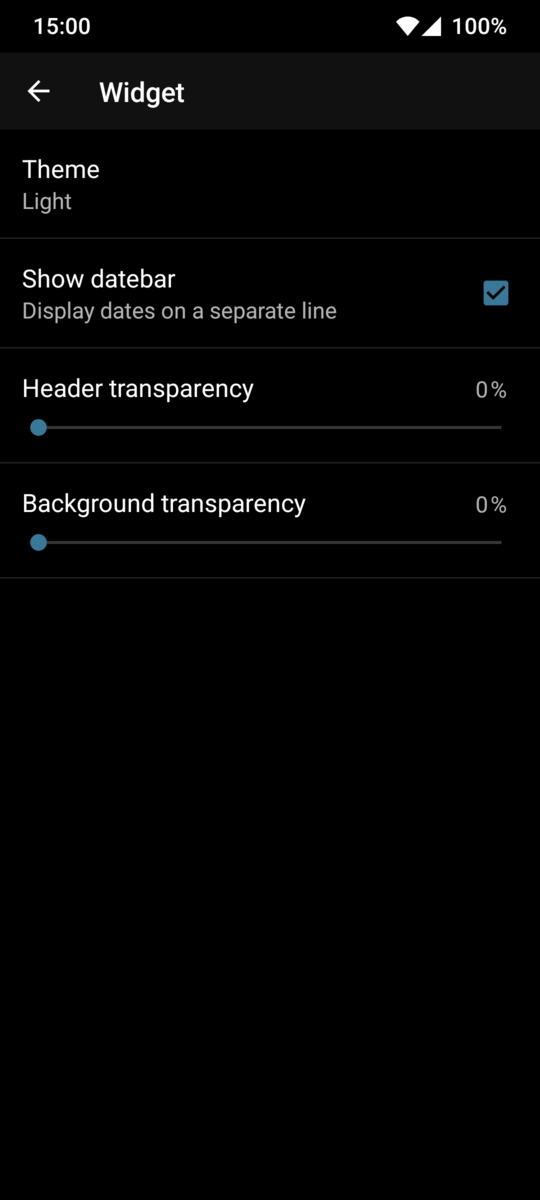 15:00 100%
Widget
Theme
Light
Show datebar
Display dates on a separate line
Header transparency 0%
Background transparency 0%